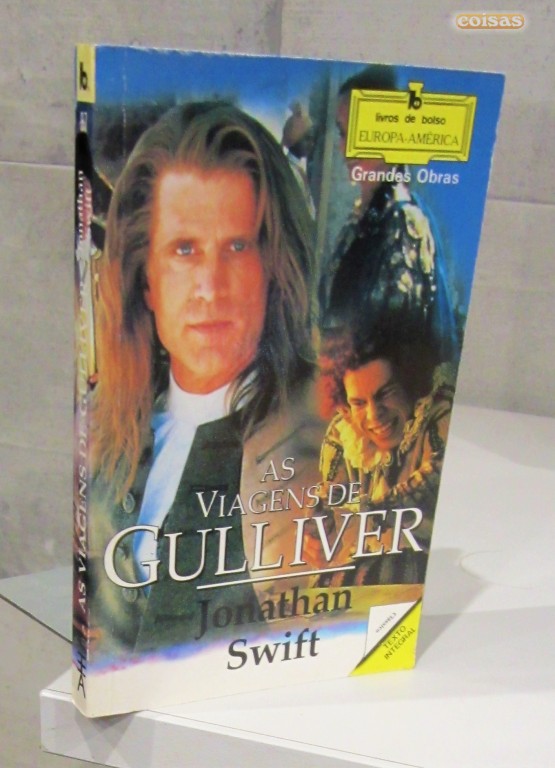 coisas
livros de bolso
EUROPA-AMÉRICA
Grandes Obras
AS
VIAGENS DE
GULLIVER
Jonathan
Swift
TEXTO
INTEGRAL
AS VIAGENS DE GULLIVER
Jonathan
Swift